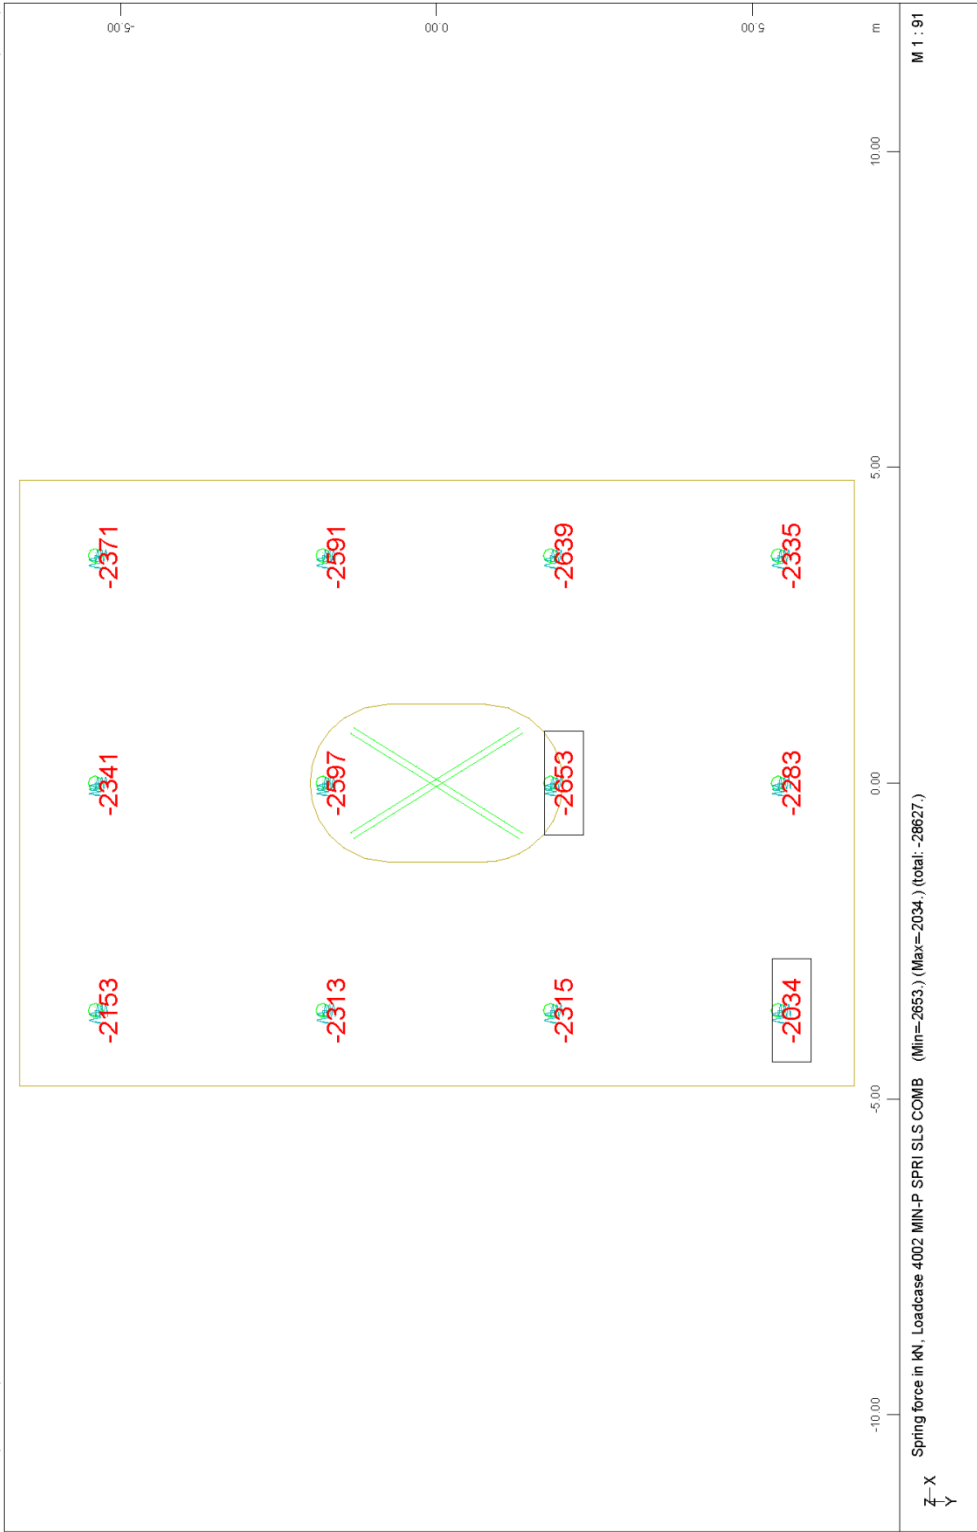 -2153 -2341 -2371 -5.00
-2313 -2597 -2591
0.00
-2315 -2653 -2639
5.00
-2034 -2283 -2335
-10.00 -5.00 0.00 5.00 10.00 m
Z X
Y
Spring force in kN, Loadcase 4002 MIN-P SPRI SLS COMB (Min=-2653.) (Max=-2034.) (total: -28627.)
M 1 : 91